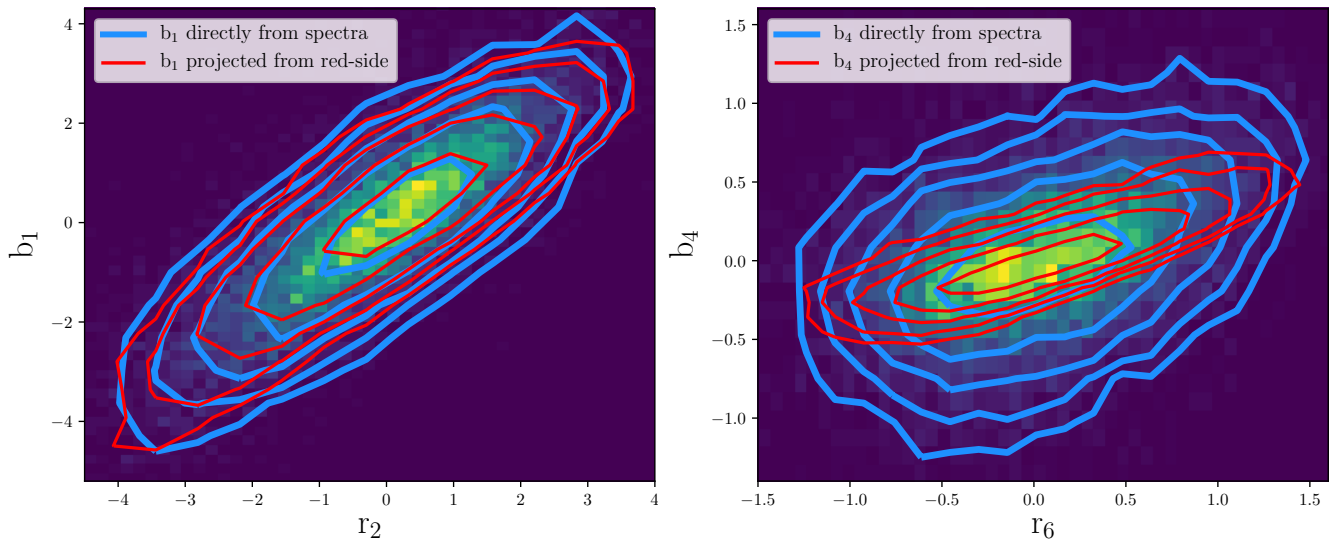 b₁ directly from spectra
b₁ projected from red-side
4
2
0
−2
−4
b₁
−4 −3 −2 −1 0 1 2 3 4
r₂
b₄ directly from spectra
b₄ projected from red-side
1.5
1.0
0.5
0.0
−0.5
−1.0
b₄
−1.5 −1.0 −0.5 0.0 0.5 1.0 1.5
r₆